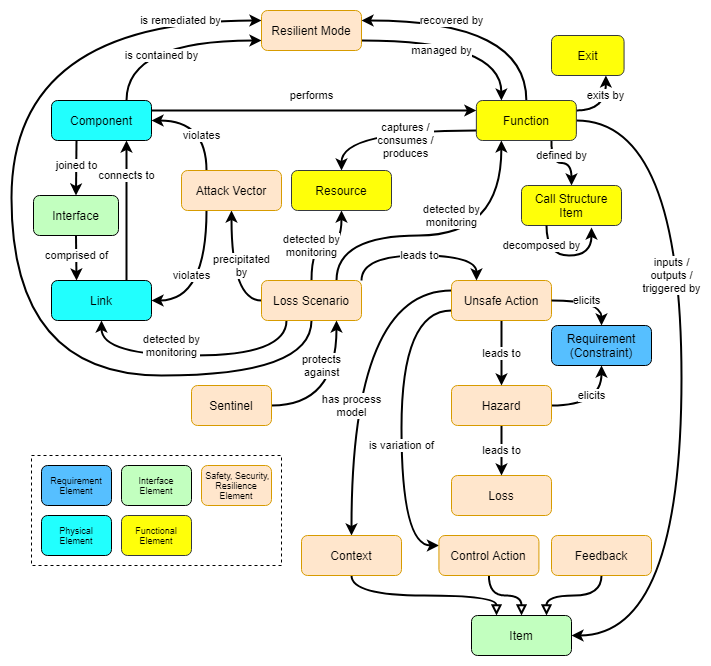 is remediated by
Resilient Mode
recovered by
managed by
is contained by
Exit
exits by
performs
Component
Function
violates
captures /
consumes /
produces
defined by
joined to
connects to
Attack Vector
Resource
Call Structure
Item
Interface
detected by
monitoring
detected by
monitoring
decomposed by
comprised of
precipitated
by
leads to
inputs /
outputs /
triggered by
violates
Link
Loss Scenario
Unsafe Action
elicits
detected by
monitoring
Requirement
(Constraint)
leads to
protects
against
has process
model
Sentinel
Hazard
elicits
is variation of
leads to
Requirement
Element
Interface
Element
Safety, Security,
Resilience
Element
Loss
Physical
Element
Functional
Element
Context
Control Action
Feedback
Item